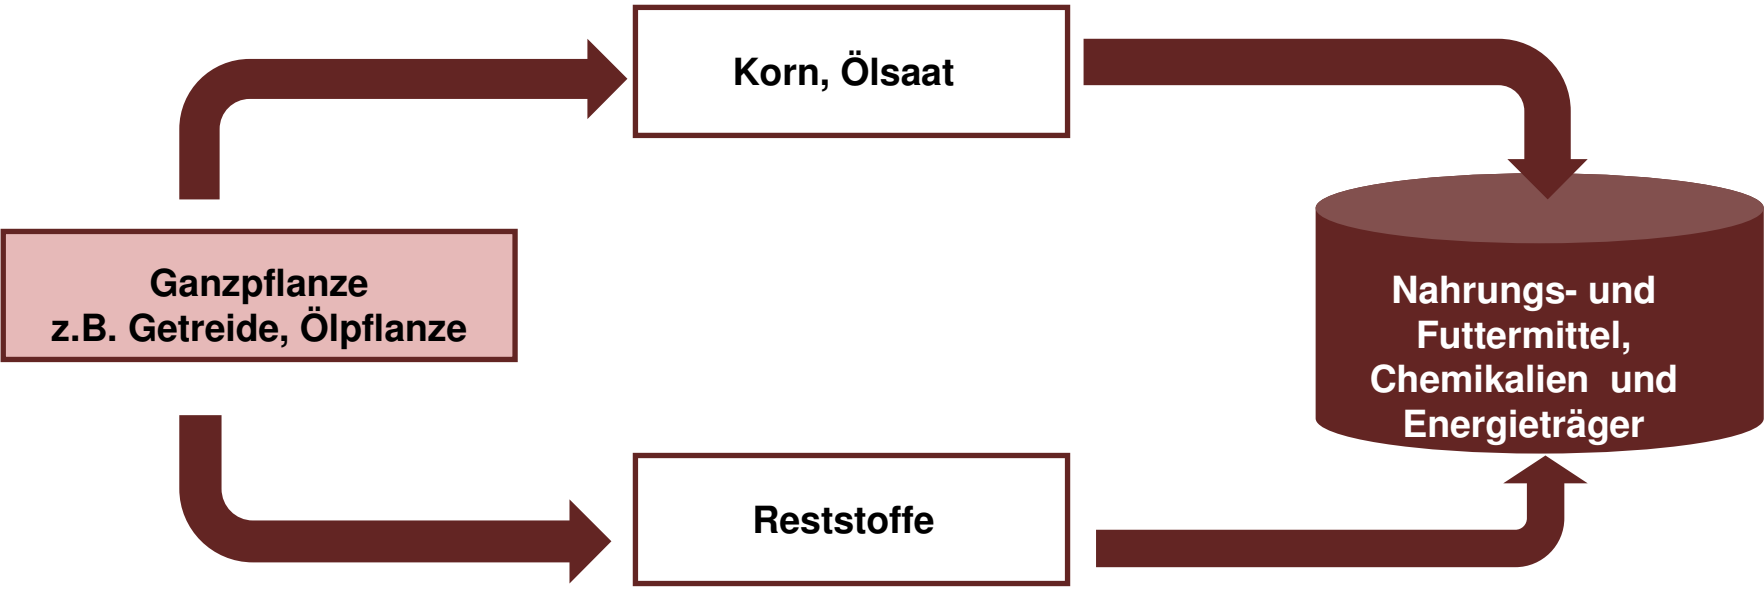 Korn, Ölsaat
Ganzpflanze
z.B. Getreide, Ölpflanze
Nahrungs- und
Futtermittel,
Chemikalien und
Energieträger
Reststoffe